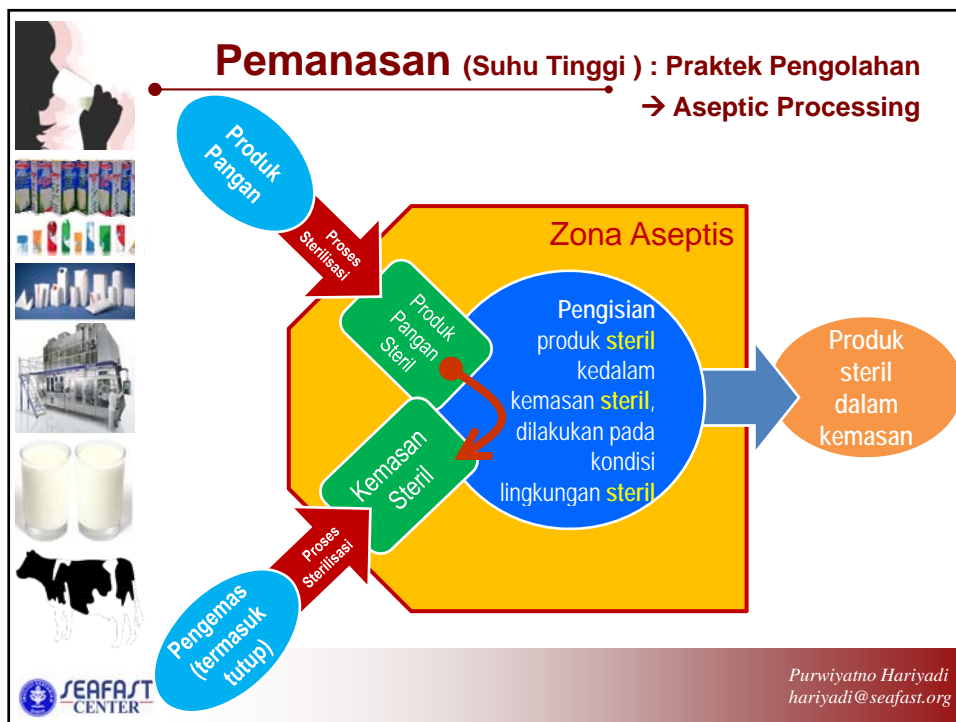 Pemanasan (Suhu Tinggi ) : Praktek Pengolahan
→ Aseptic Processing
Produk
Pangan
Proses
Sterilisasi
Zona Aseptis
Produk
Pangan
Steril
Pengisian
produk steril
kedalam
kemasan steril,
dilakukan pada
kondisi
lingkungan steril
Produk
steril
dalam
kemasan
Kemasan
Steril
Proses
Sterilisasi
Pengemas
(termasuk
tutup)
SEAFAST
CENTER
Purwiyatno Hariyadi
hariyadi@seafast.org